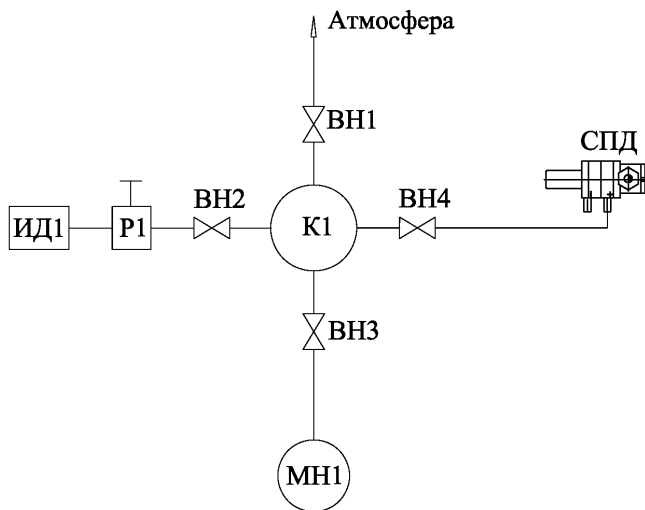 Атмосфера
ВН1
СПД
ВН2
ВН4
ИД1
Р1
К1
ВН3
МН1